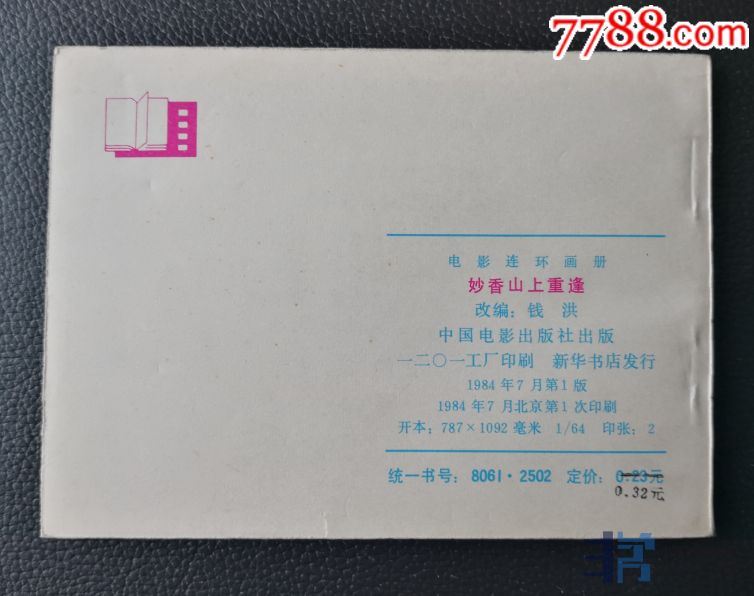 7788.com
电影连环画册
妙香山上重逢
改编：钱 洪
中国电影出版社出版
一二〇一工厂印刷 新华书店发行
1984年7月第1版
1984年7月北京第1次印刷
开本：787×1092毫米 1/64 印张：2
统一书号：8061·2502 定价：0.23元
0.32元